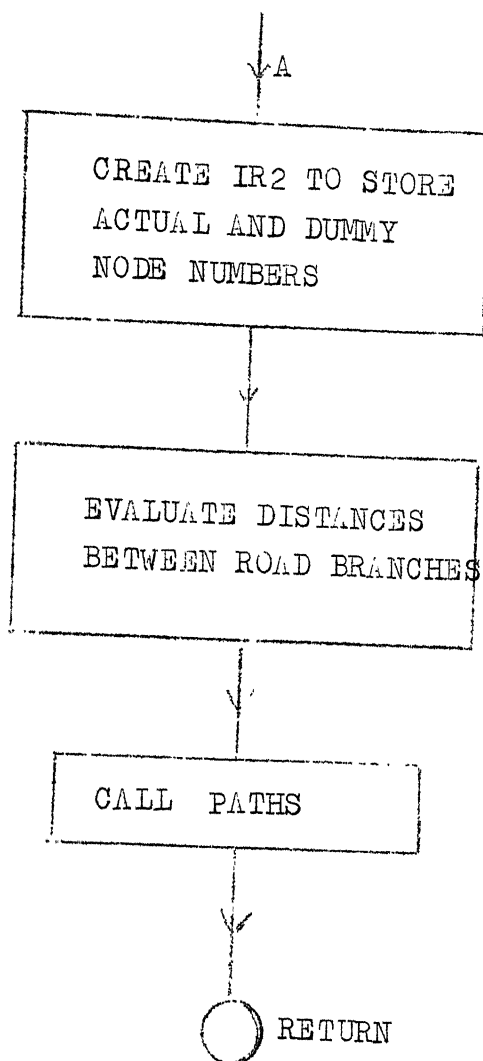 A
CREATE IR2 TO STORE
ACTUAL AND DUMMY
NODE NUMBERS
EVALUATE DISTANCES
BETWEEN ROAD BRANCHES
CALL PATHS
RETURN